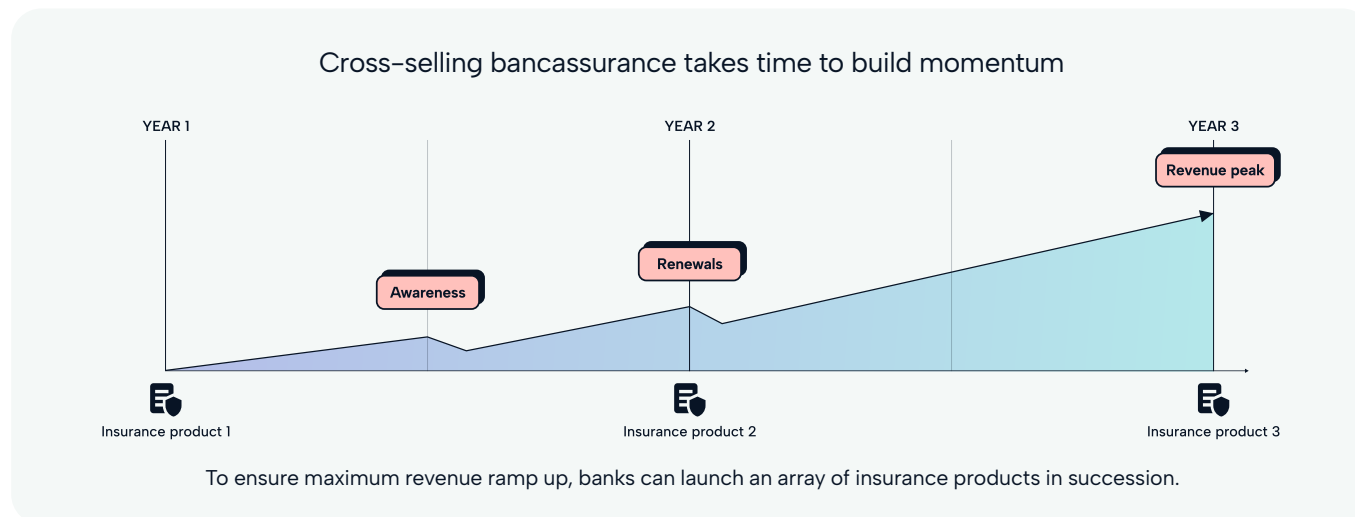 Cross-selling bancassurance takes time to build momentum
YEAR 1
YEAR 2
YEAR 3
Revenue peak
Renewals
Awareness
Insurance product 1
Insurance product 2
Insurance product 3
To ensure maximum revenue ramp up, banks can launch an array of insurance products in succession.